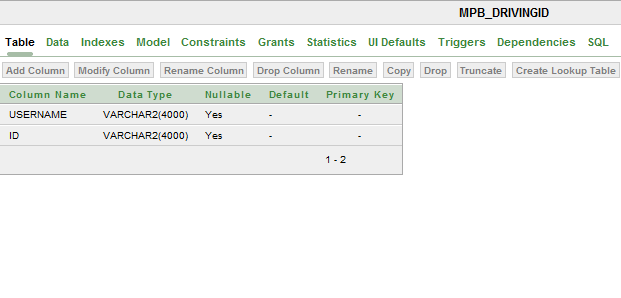 MPB_DRIVINGID
Table Data Indexes Model Constraints Grants Statistics UI Defaults Triggers Dependencies SQL
Add Column Modify Column Rename Column Drop Column Rename Copy Drop Truncate Create Lookup Table
Column Name Data Type Nullable Default Primary Key
USERNAME VARCHAR2(4000) Yes - -
ID VARCHAR2(4000) Yes - -
1 - 2